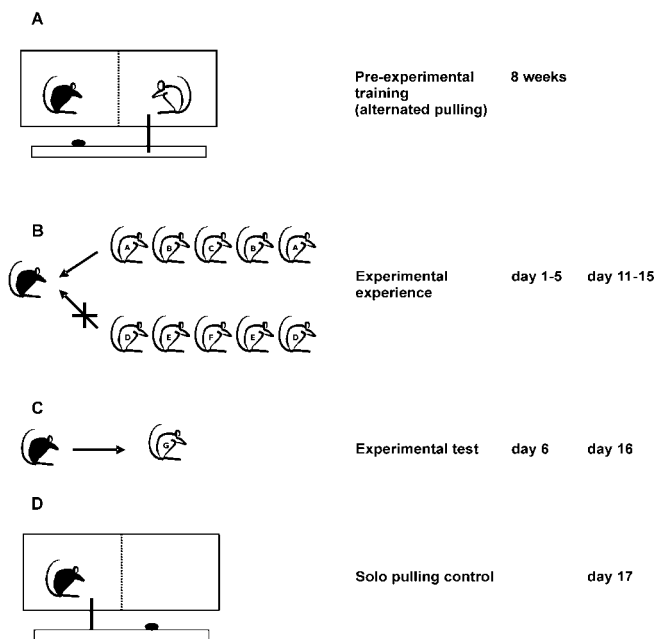 A
Pre-experimental 8 weeks
training
(alternated pulling)
B
A B C B A
Experimental day 1-5 day 11-15
experience
D E F E D
C
G
Experimental test day 6 day 16
D
Solo pulling control day 17